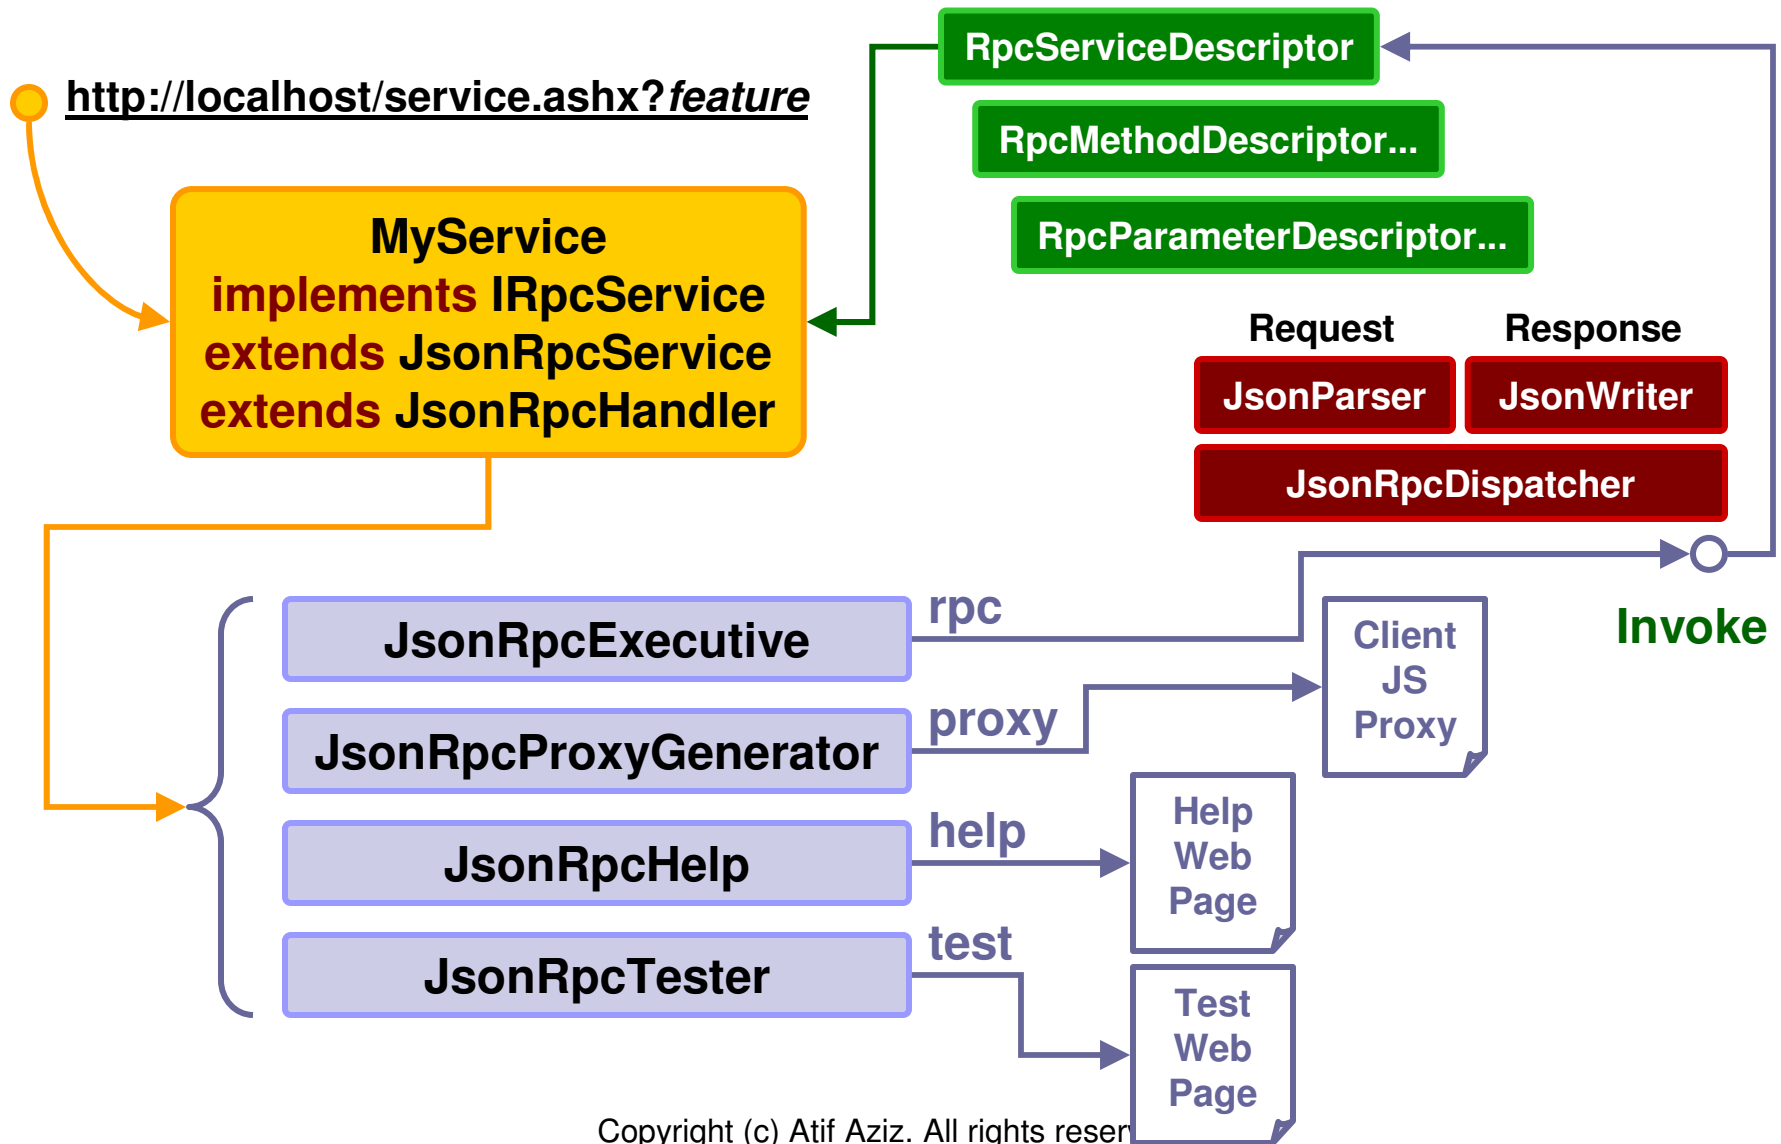 http://localhost/service.ashx?feature
RpcServiceDescriptor
RpcMethodDescriptor...
RpcParameterDescriptor...
MyService
implements IRpcService
extends JsonRpcService
extends JsonRpcHandler
Request
Response
JsonParser
JsonWriter
JsonRpcDispatcher
Invoke
JsonRpcExecutive
rpc
JsonRpcProxyGenerator
proxy
JsonRpcHelp
help
JsonRpcTester
test
Client
JS
Proxy
Help
Web
Page
Test
Web
Page
Copyright (c) Atif Aziz. All rights